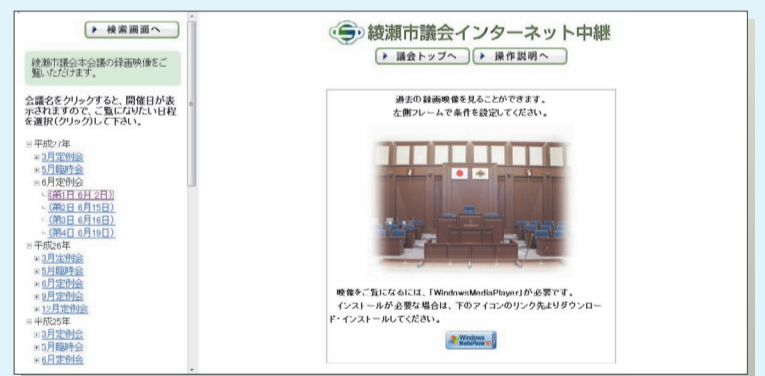 検索画面へ
綾瀬市議会本会議の録画映像をご
覧いただけます。
会議名をクリックすると、開催日が表
示されますので、ご覧になりたい日程
を選択(クリック)して下さい。
平成27年
3月定例会
5月臨時会
6月定例会
(第1日 6月 2日)
(第2日 6月15日)
(第3日 6月16日)
(第4日 6月19日)
平成26年
3月定例会
5月臨時会
6月定例会
9月定例会
12月定例会
平成25年
3月定例会
5月臨時会
6月定例会
綾瀬市議会インターネット中継
議会トップへ
操作説明へ
過去の録画映像を見ることができます。
左側フレームで条件を設定してください。
映像をご覧になるには、「WindowsMediaPlayer」が必要です。
インストールが必要な場合は、下のアイコンのリンク先よりダウンロー
ド・インストールしてください。
Windows
MediaPlayer